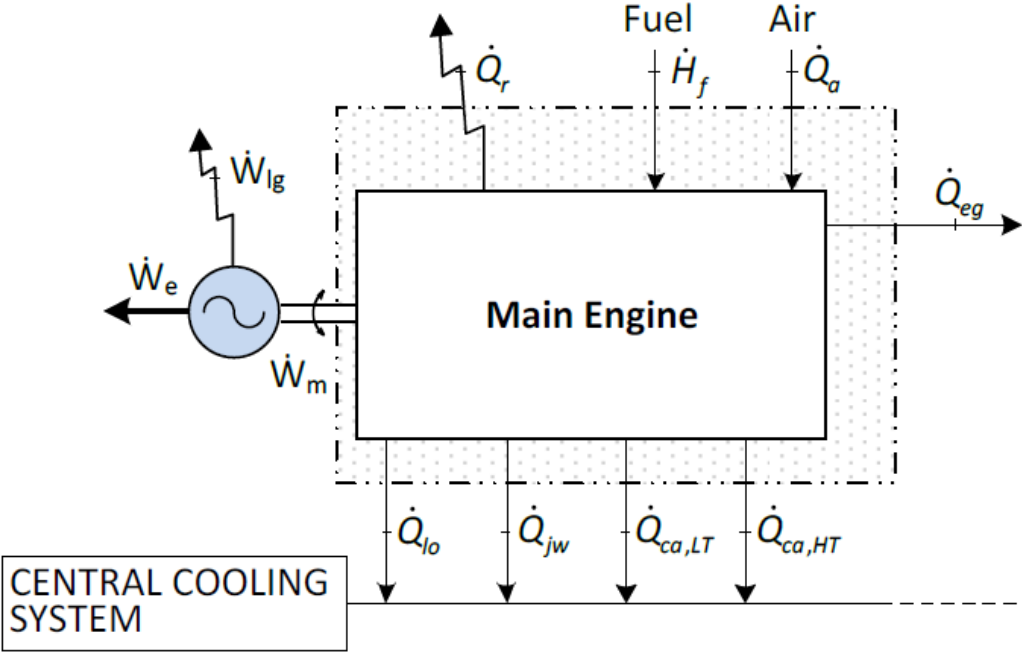 Fuel Air
Q̇r Ḣf Q̇a
Ẇlg
Q̇eg
Ẇe
Main Engine
Ẇm
Q̇lo Q̇jw Q̇ca,LT Q̇ca,HT
CENTRAL COOLING
SYSTEM